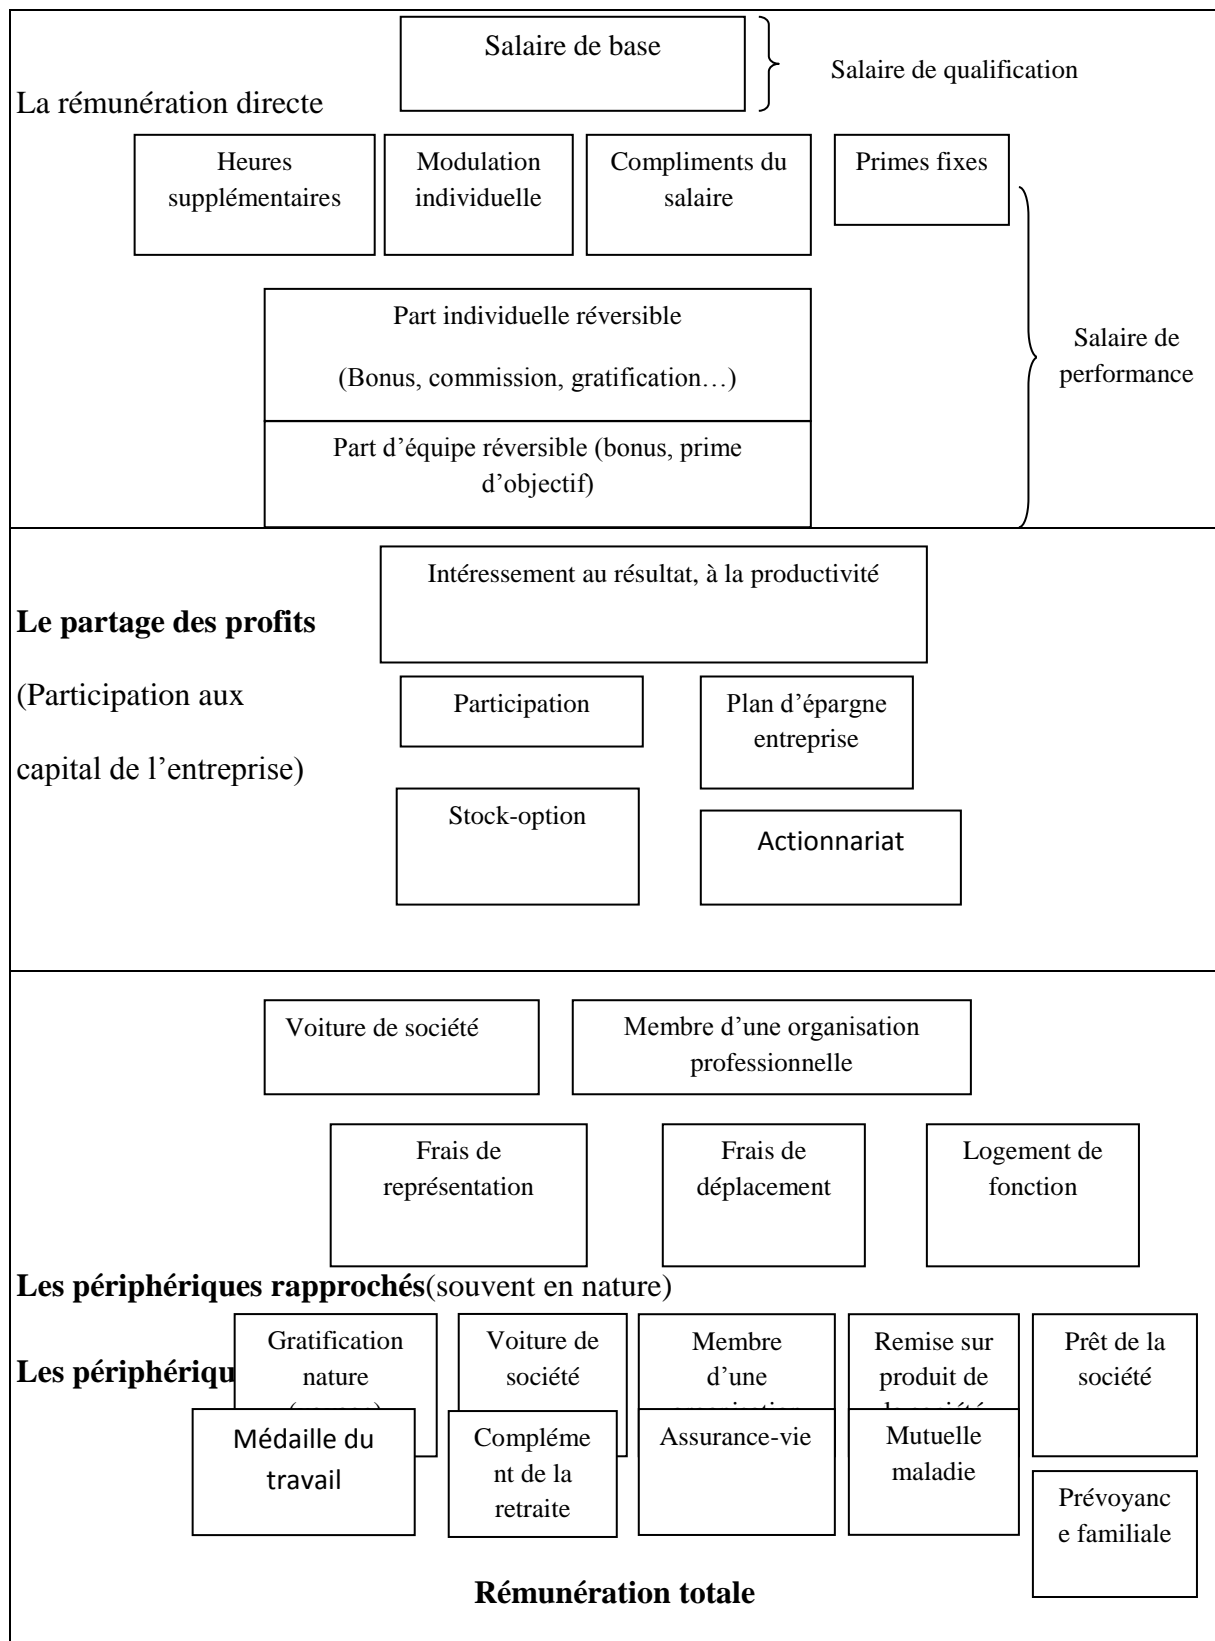 Salaire de base
Salaire de qualification
La rémunération directe
Heures
supplémentaires
Modulation
individuelle
Compliments du
salaire
Primes fixes
Part individuelle réversible
(Bonus, commission, gratification…)
Salaire de
performance
Part d’équipe réversible (bonus, prime
d’objectif)
Intéressement au résultat, à la productivité
Le partage des profits
(Participation aux
capital de l’entreprise)
Participation
Plan d’épargne
entreprise
Stock-option
Actionnariat
Voiture de société
Membre d’une organisation
professionnelle
Frais de
représentation
Frais de
déplacement
Logement de
fonction
Les périphériques rapprochés(souvent en nature)
Les périphériqu
Gratification
nature
Voiture de
société
Membre
d’une
Remise sur
produit de
Prêt de la
société
Médaille du
travail
Compléme
nt de la
retraite
Assurance-vie
Mutuelle
maladie
Prévoyanc
e familiale
Rémunération totale